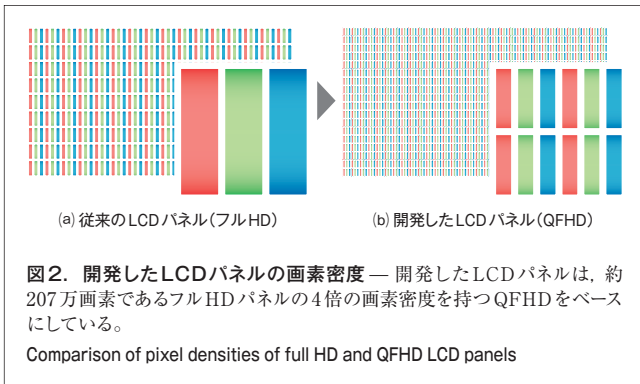 (a) 従来のLCDパネル(フルHD)
(b) 開発したLCDパネル(QFHD)
図2. 開発したLCDパネルの画素密度 — 開発したLCDパネルは，約
207万画素であるフルHDパネルの4倍の画素密度を持つQFHDをベース
にしている。
Comparison of pixel densities of full HD and QFHD LCD panels